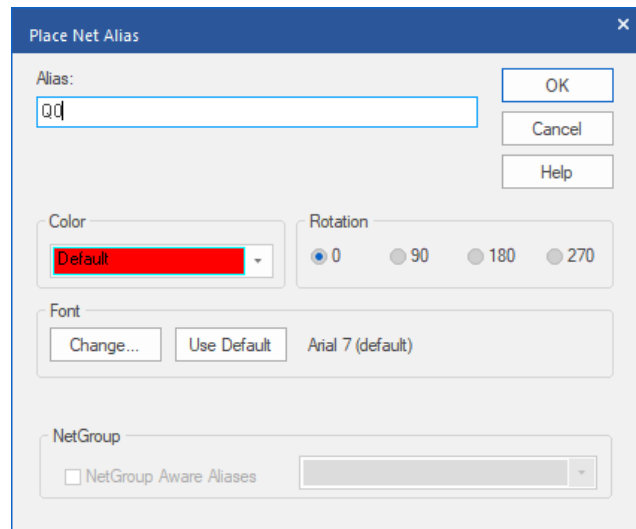 Place Net Alias
Alias:
OK
Q0
Cancel
Help
Color
Rotation
Default
0 90 180 270
Font
Change... Use Default Arial 7 (default)
NetGroup
NetGroup Aware Aliases